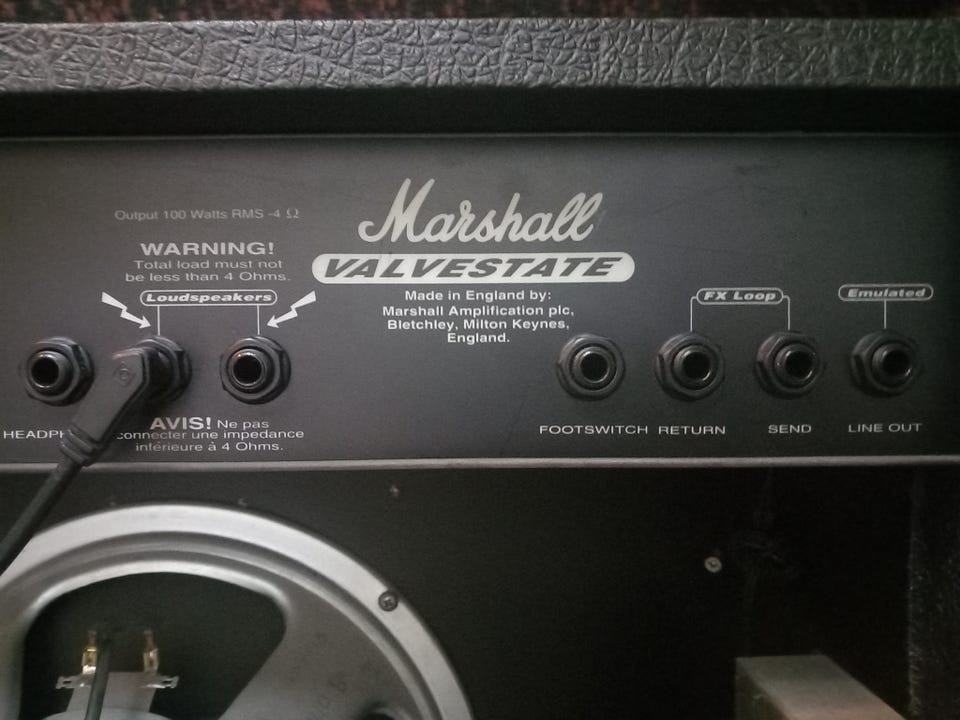 Output 100 Watts RMS -4 Ω
WARNING!
Total load must not
be less than 4 Ohms.
Loudspeakers
Marshall
VALVESTATE
Made in England by:
Marshall Amplification plc,
Bletchley, Milton Keynes,
England.
FX Loop
Emulated
HEADPH
AVIS! Ne pas
connecter une impedance
inférieure à 4 Ohms.
FOOTSWITCH
RETURN
SEND
LINE OUT